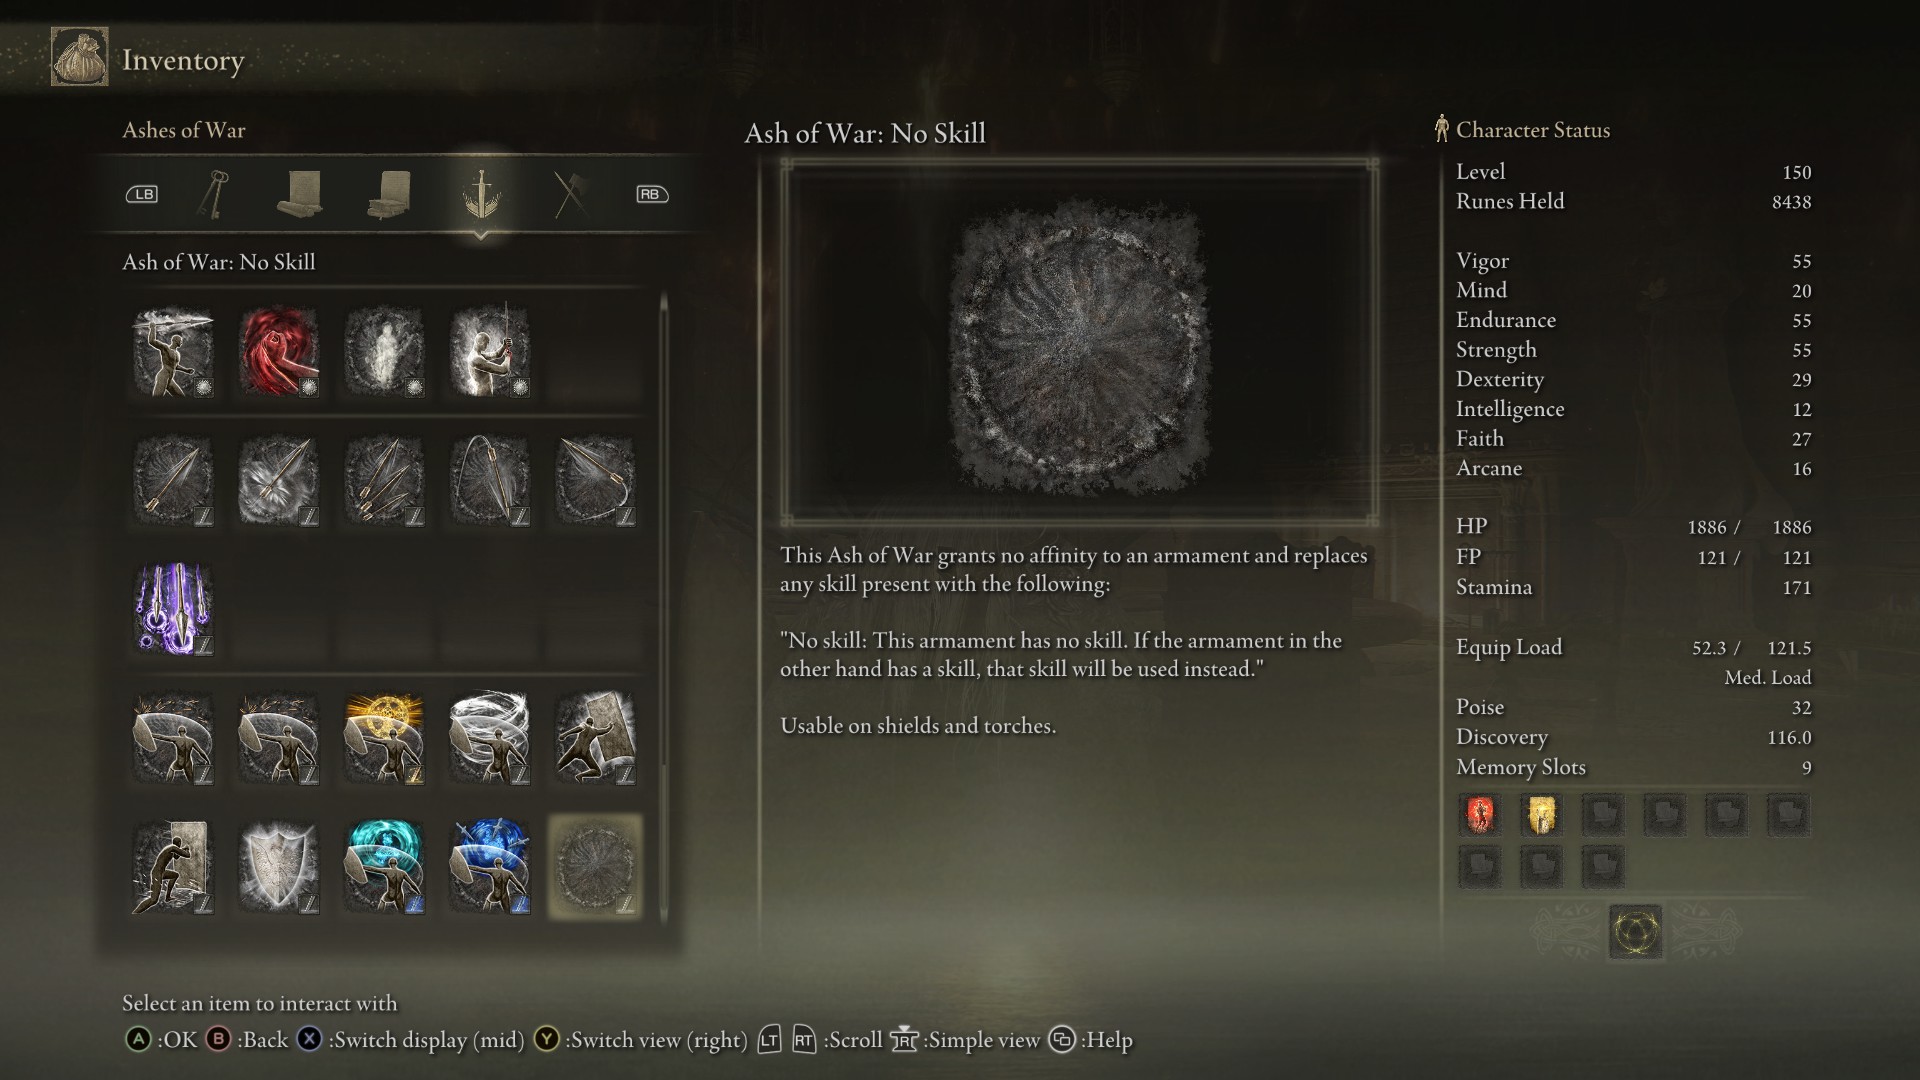 Inventory
Ashes of War
LB
RB
Ash of War: No Skill
Ash of War: No Skill
This Ash of War grants no affinity to an armament and replaces
any skill present with the following:
"No skill: This armament has no skill. If the armament in the
other hand has a skill, that skill will be used instead."
Usable on shields and torches.
Character Status
Level 150
Runes Held 8438
Vigor 55
Mind 20
Endurance 55
Strength 55
Dexterity 29
Intelligence 12
Faith 27
Arcane 16
HP 1886 / 1886
FP 121 / 121
Stamina 171
Equip Load 52.3 / 121.5
Med. Load
Poise 32
Discovery 116.0
Memory Slots 9
Select an item to interact with
A :OK B :Back X :Switch display (mid) Y :Switch view (right) LT RT :Scroll R :Simple view :Help